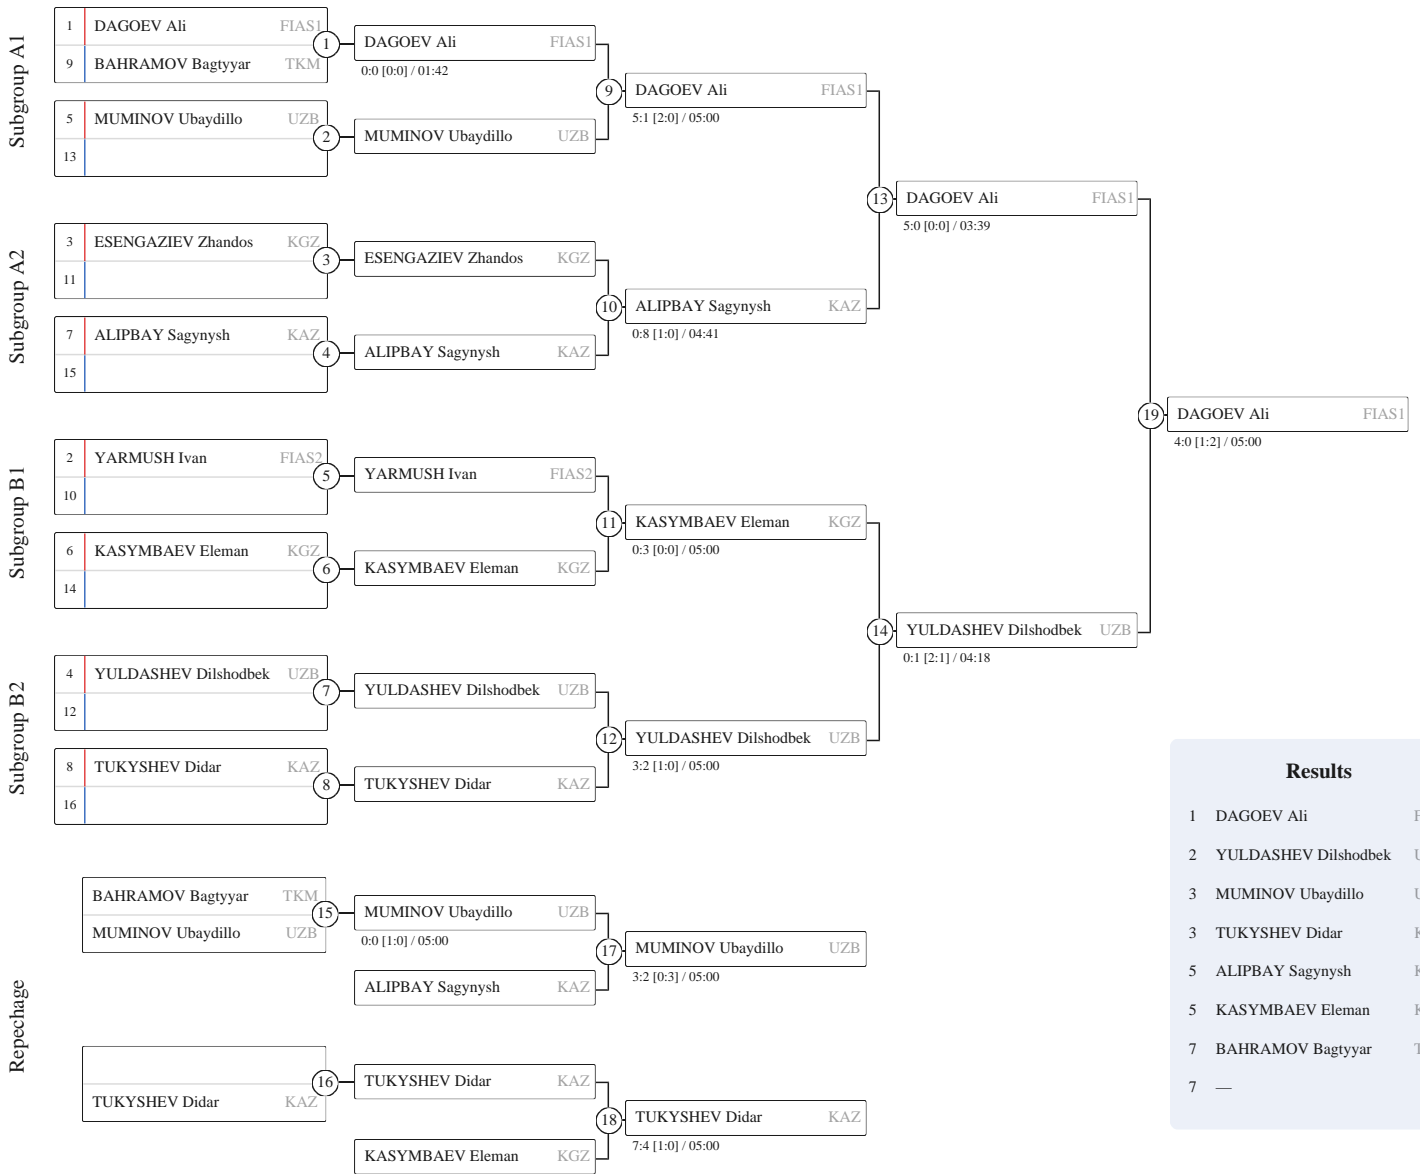 Subgroup A1
1 DAGOEV Ali FIAS1
9 BAHRAMOV Bagtyyar TKM
1
5 MUMINOV Ubaydillo UZB
13
2
DAGOEV Ali FIAS1
0:0 [0:0] / 01:42
MUMINOV Ubaydillo UZB
9
DAGOEV Ali FIAS1
5:1 [2:0] / 05:00
Subgroup A2
3 ESENGAZIEV Zhandos KGZ
11
3
7 ALIPBAY Sagynysh KAZ
15
4
ESENGAZIEV Zhandos KGZ
ALIPBAY Sagynysh KAZ
10
ALIPBAY Sagynysh KAZ
0:8 [1:0] / 04:41
13
DAGOEV Ali FIAS1
5:0 [0:0] / 03:39
Subgroup B1
2 YARMUSH Ivan FIAS2
10
5
6 KASYMBAEV Eleman KGZ
14
6
YARMUSH Ivan FIAS2
KASYMBAEV Eleman KGZ
11
KASYMBAEV Eleman KGZ
0:3 [0:0] / 05:00
Subgroup B2
4 YULDASHEV Dilshodbek UZB
12
7
8 TUKYSHEV Didar KAZ
16
8
YULDASHEV Dilshodbek UZB
TUKYSHEV Didar KAZ
12
YULDASHEV Dilshodbek UZB
3:2 [1:0] / 05:00
14
YULDASHEV Dilshodbek UZB
0:1 [2:1] / 04:18
19
DAGOEV Ali FIAS1
4:0 [1:2] / 05:00
Repechage
BAHRAMOV Bagtyyar TKM
MUMINOV Ubaydillo UZB
15
MUMINOV Ubaydillo UZB
0:0 [1:0] / 05:00
ALIPBAY Sagynysh KAZ
17
MUMINOV Ubaydillo UZB
3:2 [0:3] / 05:00
TUKYSHEV Didar KAZ
16
TUKYSHEV Didar KAZ
KASYMBAEV Eleman KGZ
18
TUKYSHEV Didar KAZ
7:4 [1:0] / 05:00
Results
1 DAGOEV Ali
2 YULDASHEV Dilshodbek
3 MUMINOV Ubaydillo
3 TUKYSHEV Didar
5 ALIPBAY Sagynysh
5 KASYMBAEV Eleman
7 BAHRAMOV Bagtyyar
7 —